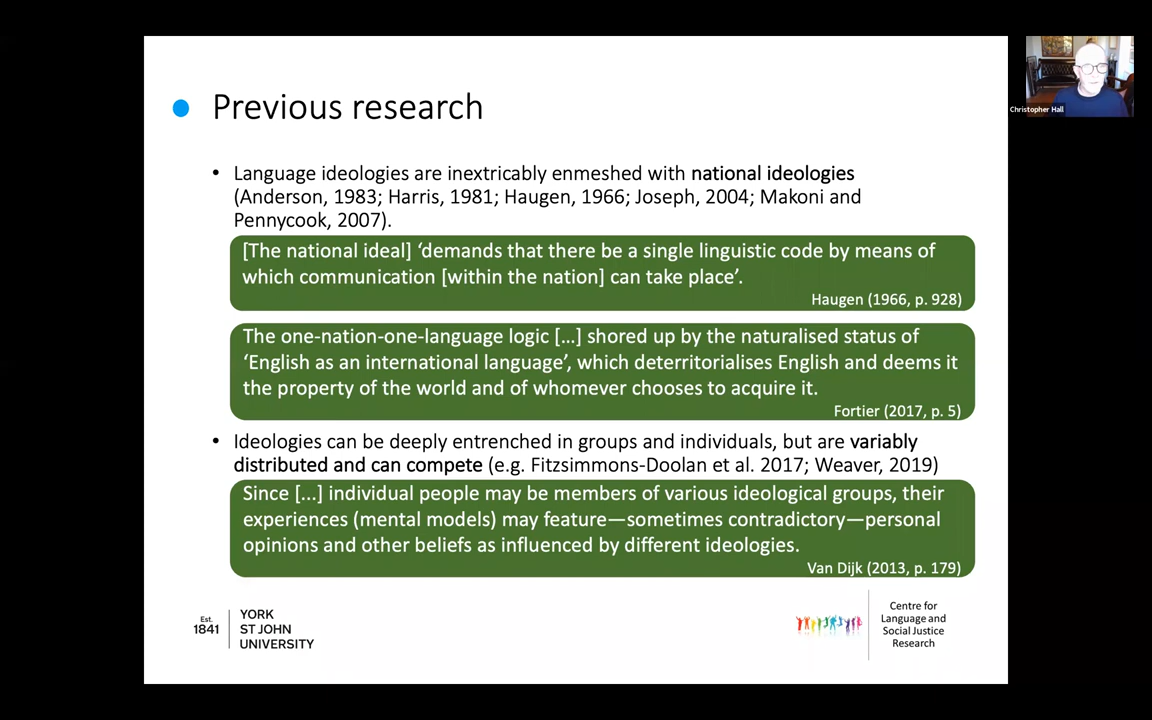 Previous research
• Language ideologies are inextricably enmeshed with national ideologies
(Anderson, 1983; Harris, 1981; Haugen, 1966; Joseph, 2004; Makoni and
Pennycook, 2007).
[The national ideal] ‘demands that there be a single linguistic code by means of
which communication [within the nation] can take place’.
Haugen (1966, p. 928)
The one-nation-one-language logic [...] shored up by the naturalised status of
‘English as an international language’, which deterritorialises English and deems it
the property of the world and of whomever chooses to acquire it.
Fortier (2017, p. 5)
• Ideologies can be deeply entrenched in groups and individuals, but are variably
distributed and can compete (e.g. Fitzsimmons-Doolan et al. 2017; Weaver, 2019)
Since [...] individual people may be members of various ideological groups, their
experiences (mental models) may feature—sometimes contradictory—personal
opinions and other beliefs as influenced by different ideologies.
Van Dijk (2013, p. 179)
Est.
1841
YORK
ST JOHN
UNIVERSITY
Centre for
Language and
Social Justice
Research
Christopher Hall